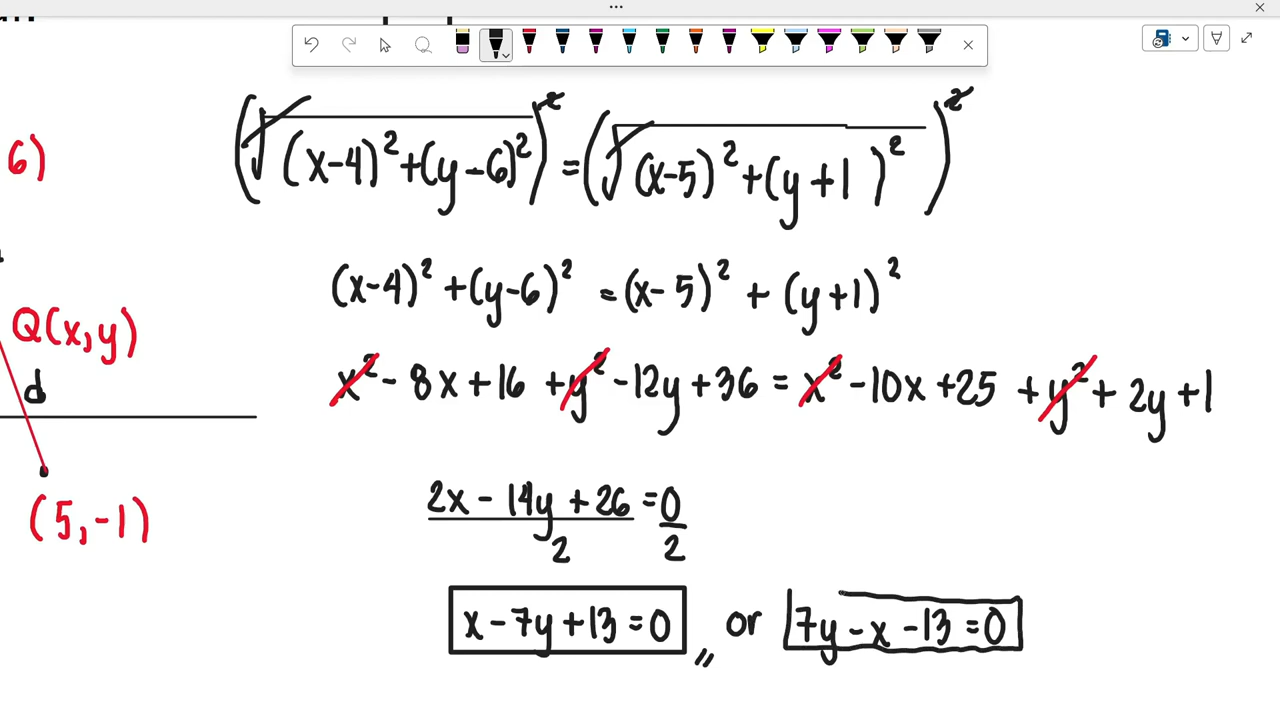 (√(x-4)²+(y-6)²)² = (√(x-5)²+(y+1)²)²
6)
(x-4)² + (y-6)² = (x-5)² + (y+1)²
Q(x,y)
d
x² - 8x + 16 + y² - 12y + 36 = x² - 10x + 25 + y² + 2y + 1
(5,-1)
2x - 14y + 26 = 0
2 2
x - 7y + 13 = 0 ,, or 7y - x - 13 = 0